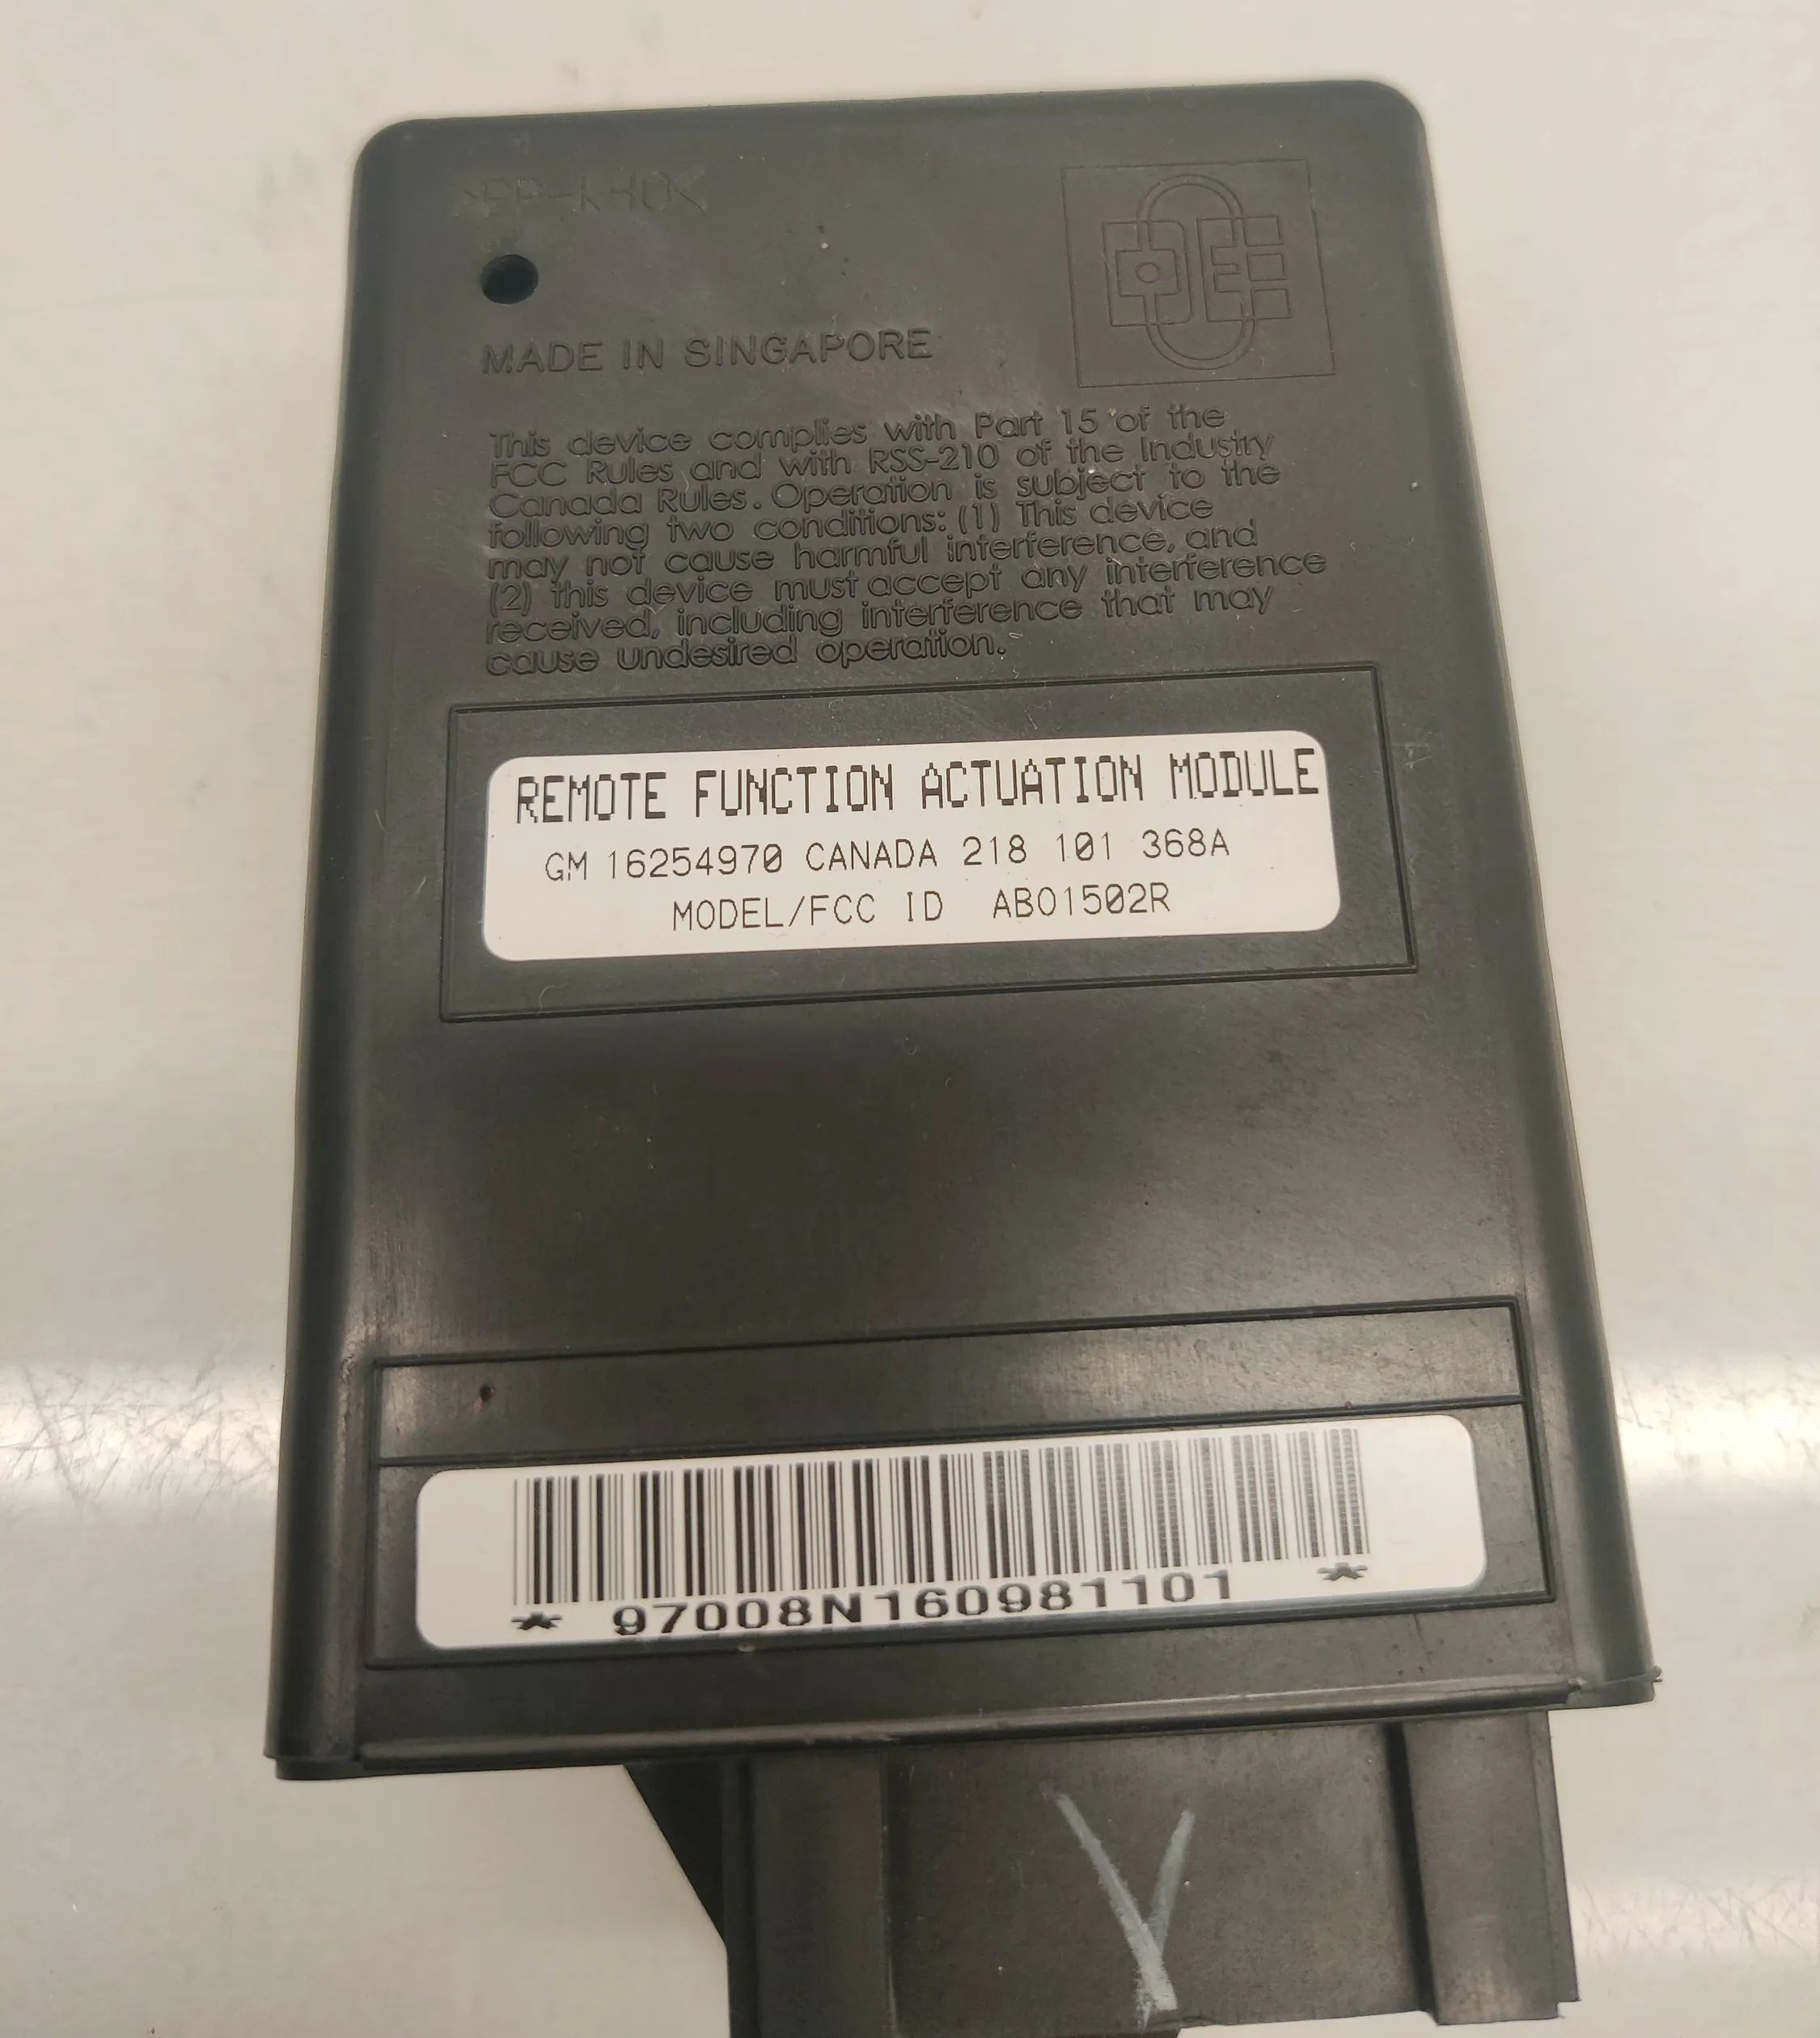 MADE IN SINGAPORE
This device complies with Part 15 of the
FCC Rules and with RSS-210 of the Industry
Canada Rules. Operation is subject to the
following two conditions: (1) This device
may not cause harmful interference, and
(2) this device must accept any interference
received, including interference that may
cause undesired operation.
REMOTE FUNCTION ACTUATION MODULE
GM 16254970 CANADA 218 101 368A
MODEL/FCC ID ABO1502R
* 97008N160981101 *
Y